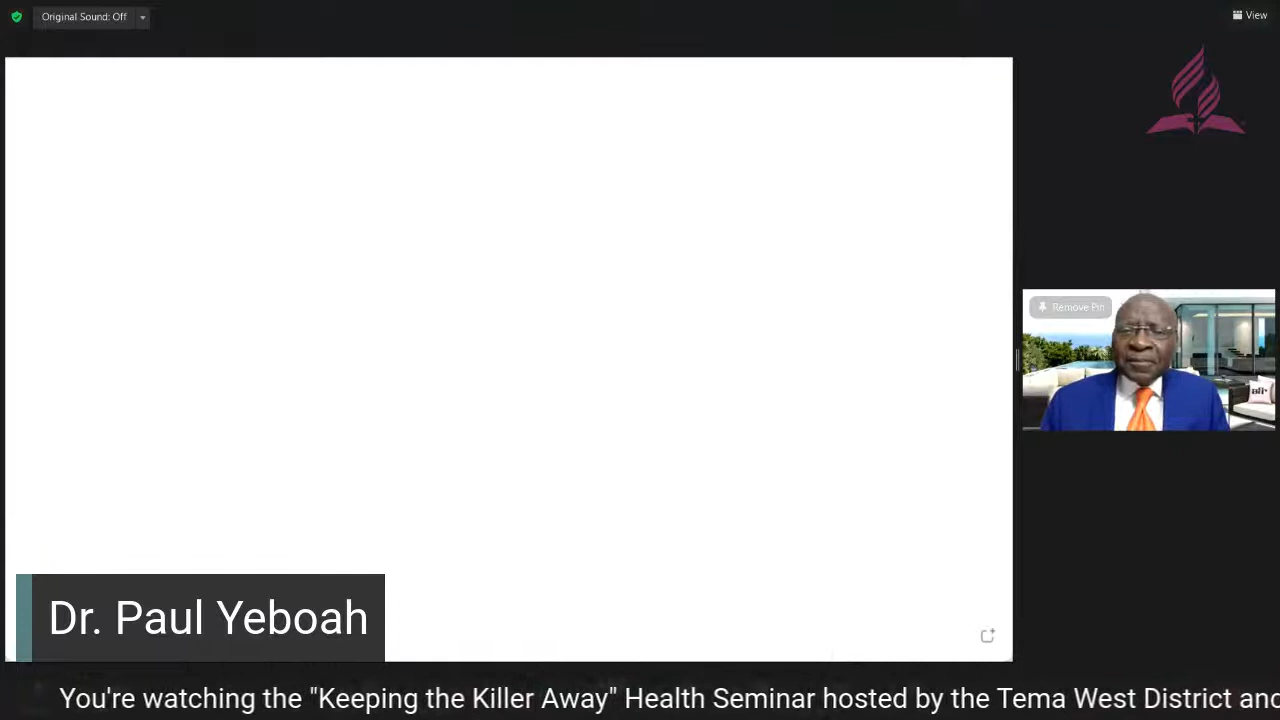 Original Sound: Off
View
Remove Pin
Dr. Paul Yeboah
You're watching the "Keeping the Killer Away" Health Seminar hosted by the Tema West District and